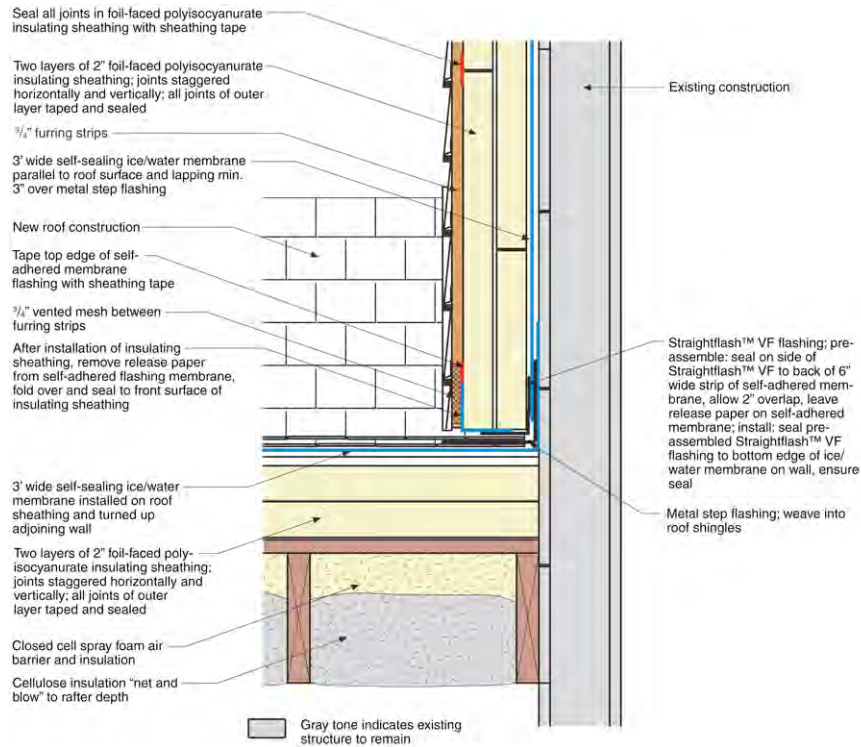 Seal all joints in foil-faced polyisocyanurate
insulating sheathing with sheathing tape
Two layers of 2" foil-faced polyisocyanurate
insulating sheathing; joints staggered
horizontally and vertically; all joints of outer
layer taped and sealed
3/4" furring strips
3' wide self-sealing ice/water membrane
parallel to roof surface and lapping min.
3" over metal step flashing
New roof construction
Tape top edge of self-
adhered membrane
flashing with sheathing tape
3/4" vented mesh between
furring strips
After installation of insulating
sheathing, remove release paper
from self-adhered flashing membrane,
fold over and seal to front surface of
insulating sheathing
3' wide self-sealing ice/water
membrane installed on roof
sheathing and turned up
adjoining wall
Two layers of 2" foil-faced poly-
isocyanurate insulating sheathing;
joints staggered horizontally and
vertically; all joints of outer
layer taped and sealed
Closed cell spray foam air
barrier and insulation
Cellulose insulation "net and
blow" to rafter depth
Existing construction
Straightflash™ VF flashing; pre-
assemble: seal on side of
Straightflash™ VF to back of 6"
wide strip of self-adhered mem-
brane, allow 2" overlap, leave
release paper on self-adhered
membrane; install: seal pre-
assembled Straightflash™ VF
flashing to bottom edge of ice/
water membrane on wall, ensure
seal
Metal step flashing; weave into
roof shingles
Gray tone indicates existing
structure to remain